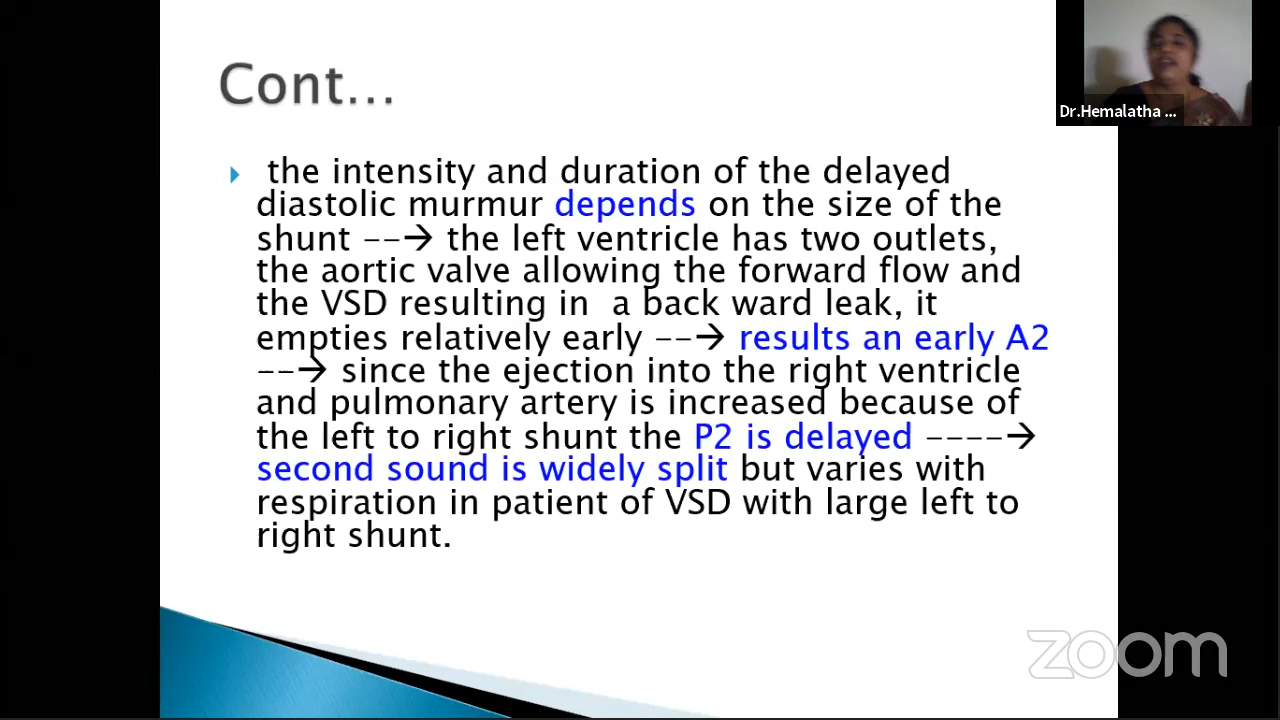 Cont...
Dr.Hemalatha ...
the intensity and duration of the delayed
diastolic murmur depends on the size of the
shunt --→ the left ventricle has two outlets,
the aortic valve allowing the forward flow and
the VSD resulting in a back ward leak, it
empties relatively early --→ results an early A2
--→ since the ejection into the right ventricle
and pulmonary artery is increased because of
the left to right shunt the P2 is delayed ----→
second sound is widely split but varies with
respiration in patient of VSD with large left to
right shunt.
zoom